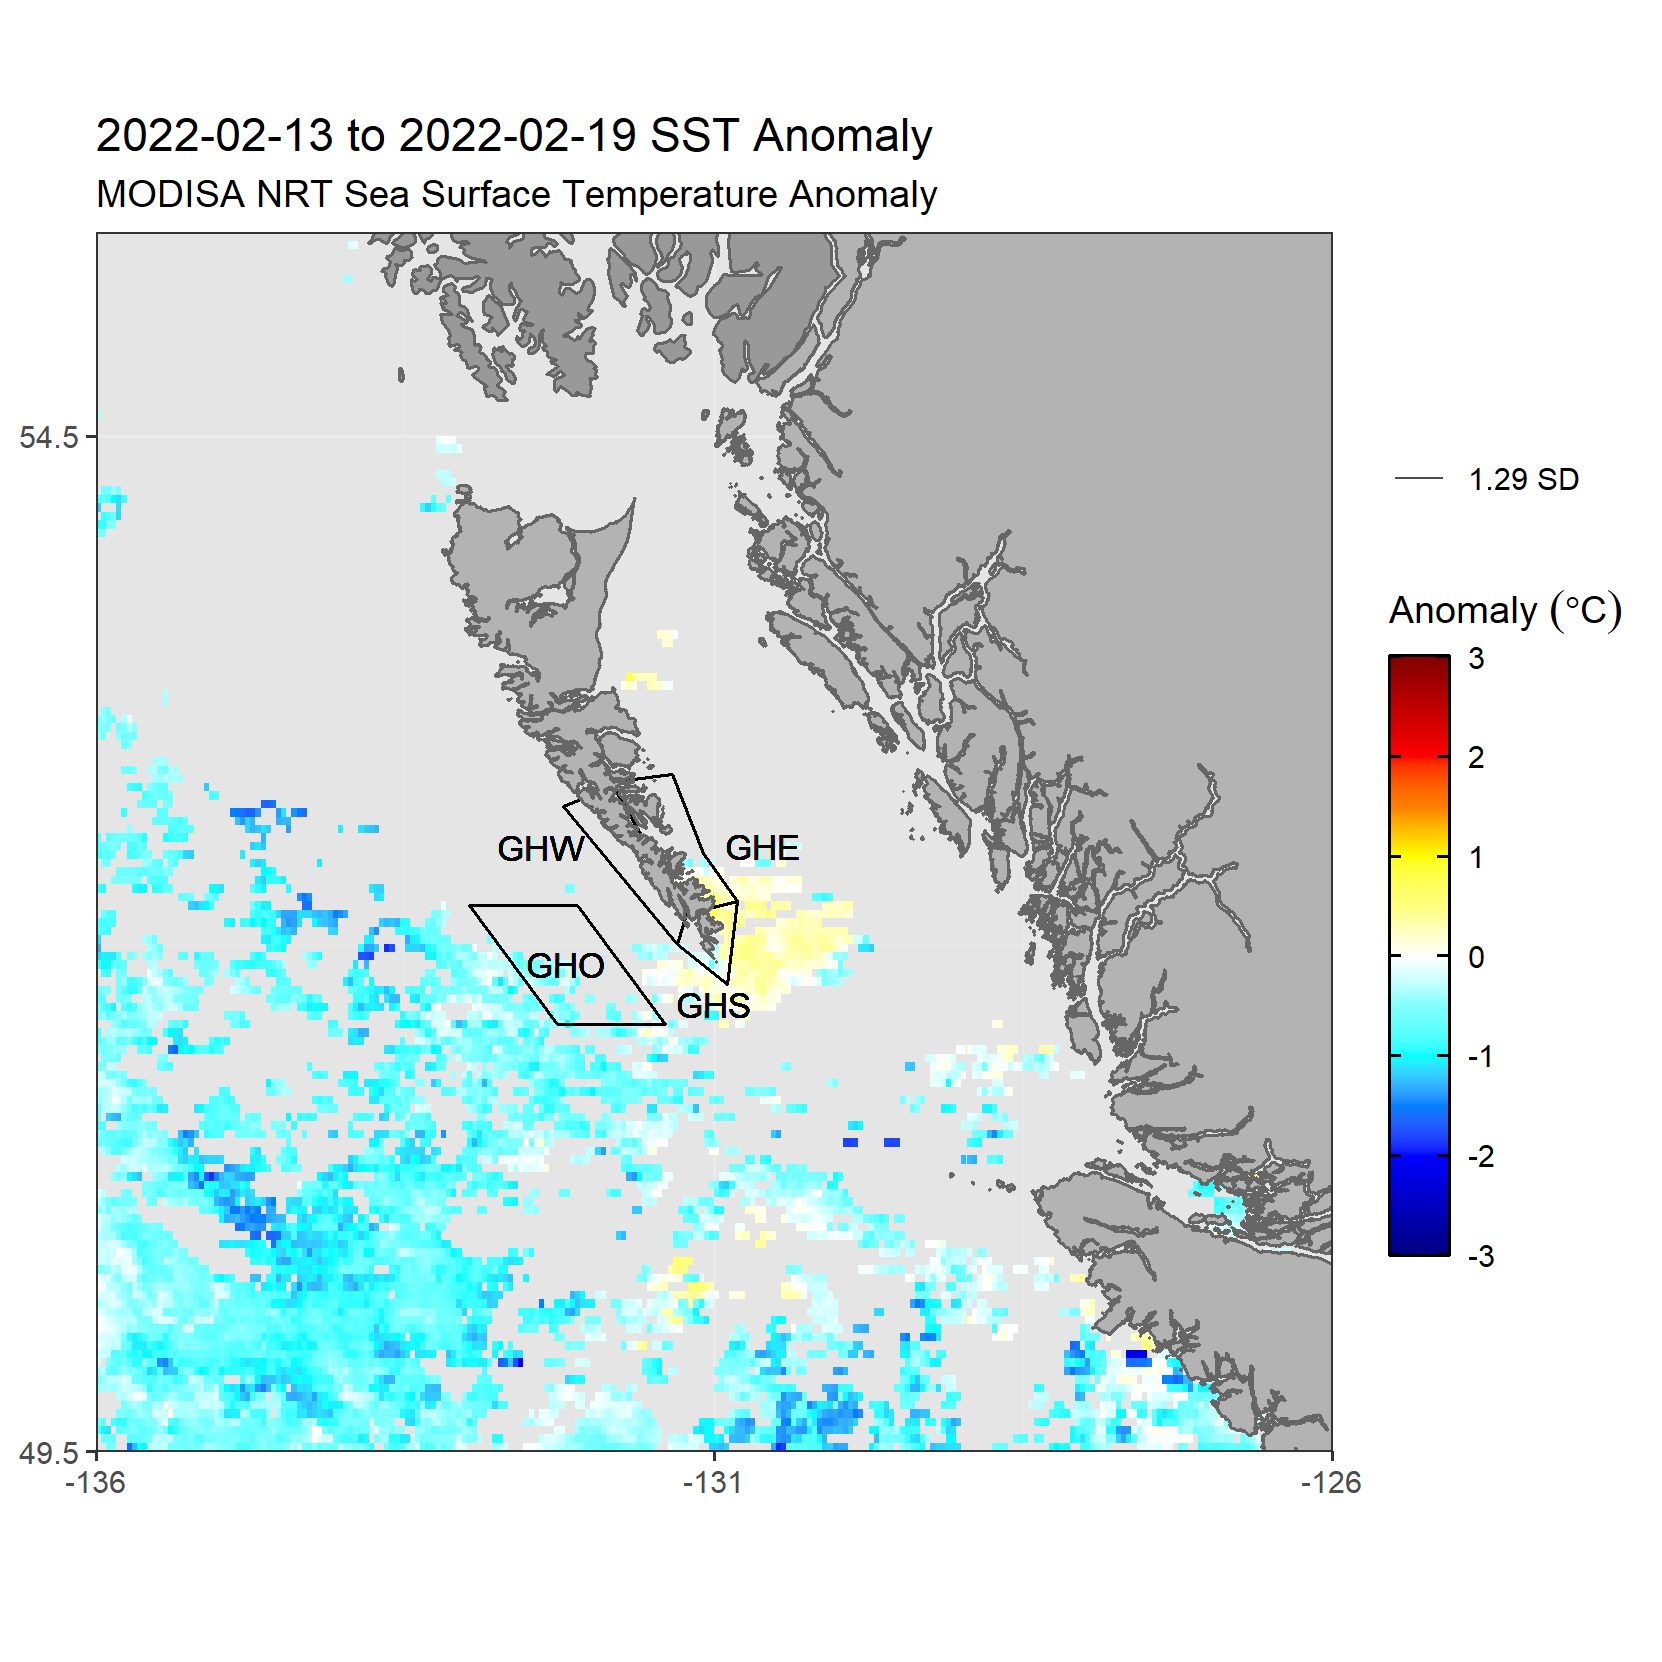 2022-02-13 to 2022-02-19 SST Anomaly
MODISA NRT Sea Surface Temperature Anomaly
54.5
49.5
-136
-131
-126
GHW
GHE
GHO
GHS
1.29 SD
Anomaly (°C)
3
2
1
0
-1
-2
-3